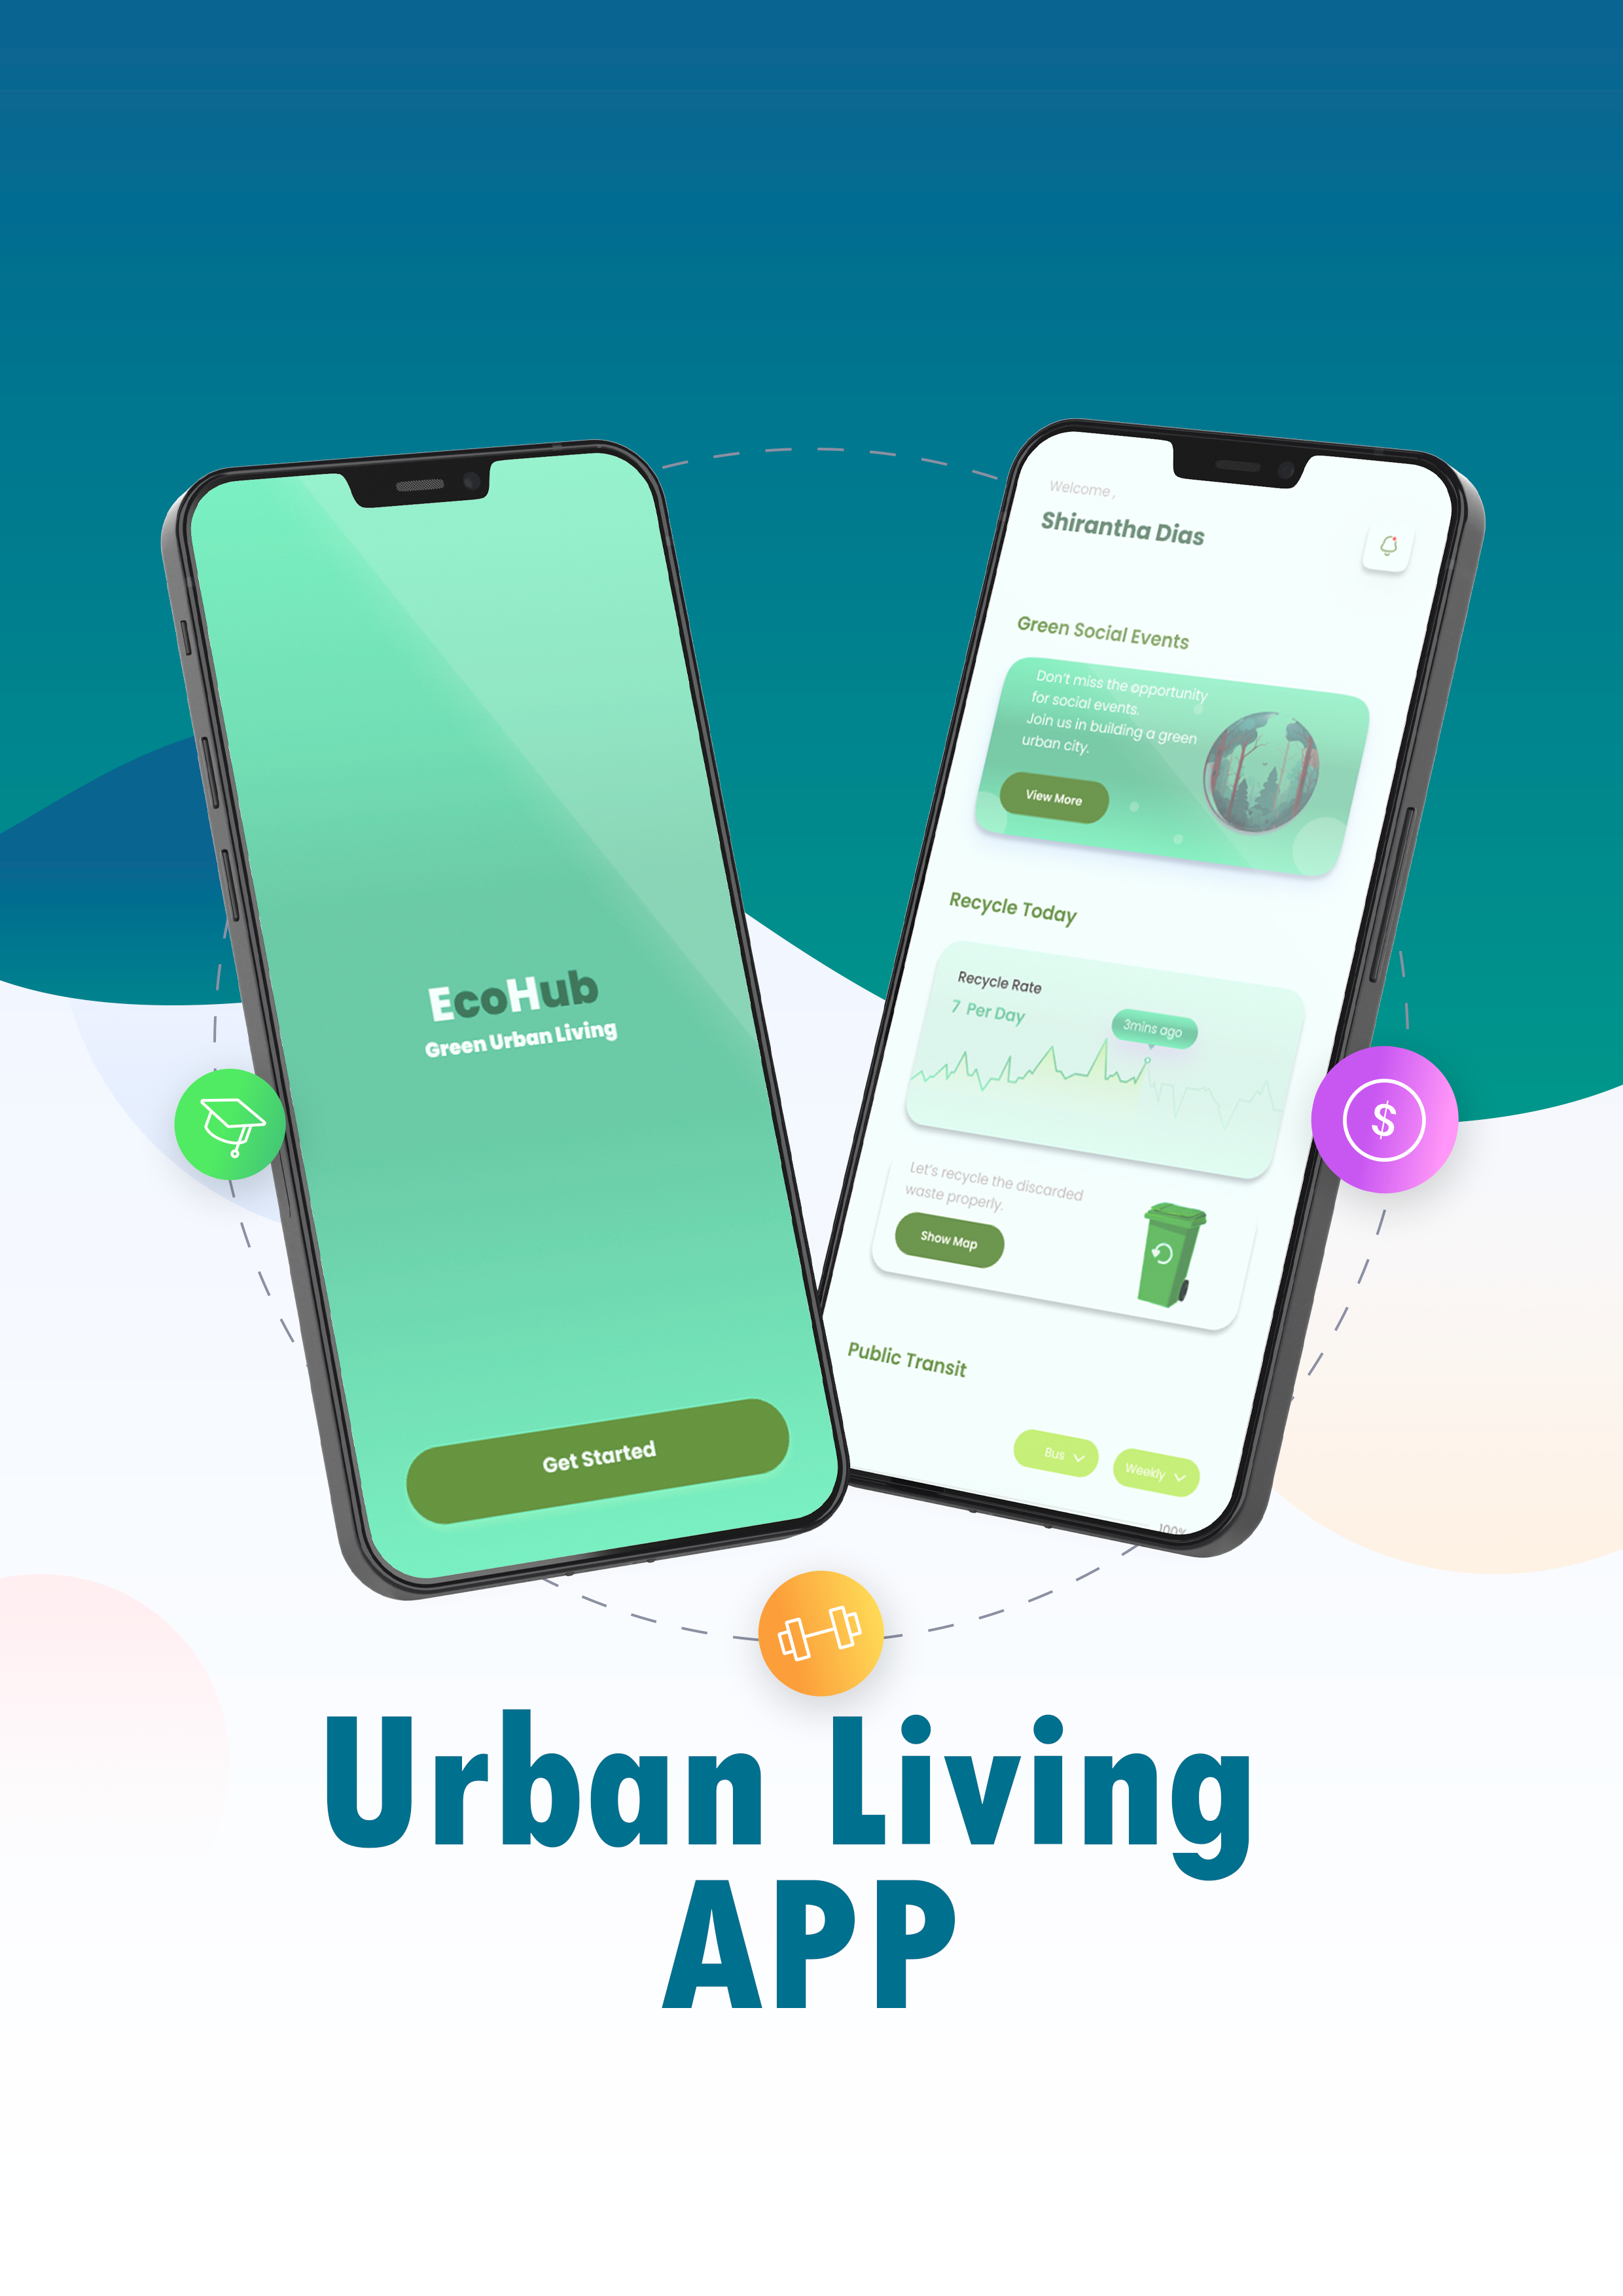 EcoHub
Green Urban Living
Get Started
Welcome ,
Shirantha Dias
Green Social Events
Don't miss the opportunity
for social events.
Join us in building a green
urban city.
View More
Recycle Today
Recycle Rate
7 Per Day
3mins ago
Let's recycle the discarded
waste properly.
Show Map
Public Transit
Bus
Weekly
100%
$
Urban Living
APP